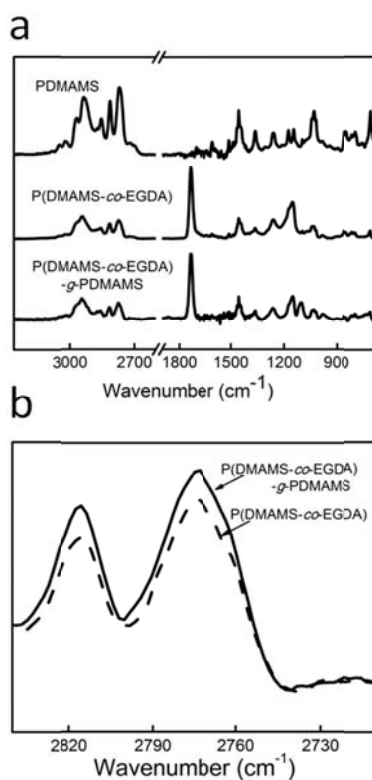 a
PDMAMS
P(DMAMS-co-EGDA)
P(DMAMS-co-EGDA)
-g-PDMAMS
3000 2700 1800 1500 1200 900
Wavenumber (cm⁻¹)
b
P(DMAMS-co-EGDA)
-g-PDMAMS
P(DMAMS-co-EGDA)
2820 2790 2760 2730
Wavenumber (cm⁻¹)